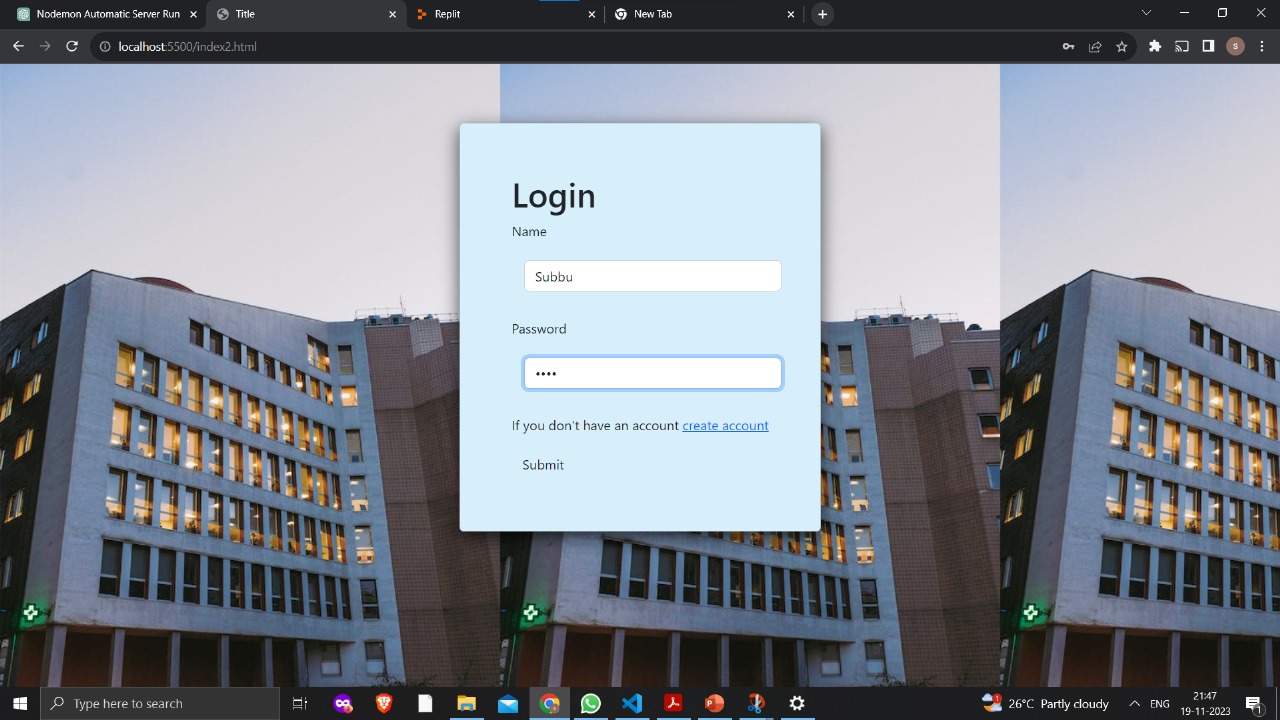 Nodemon Automatic Server Run
Title
Replit
New Tab
localhost:5500/index2.html
S
Login
Name
Subbu
Password
••••
If you don't have an account create account
Submit
Type here to search
1
26°C Partly cloudy
ENG
21:47
19-11-2023
1